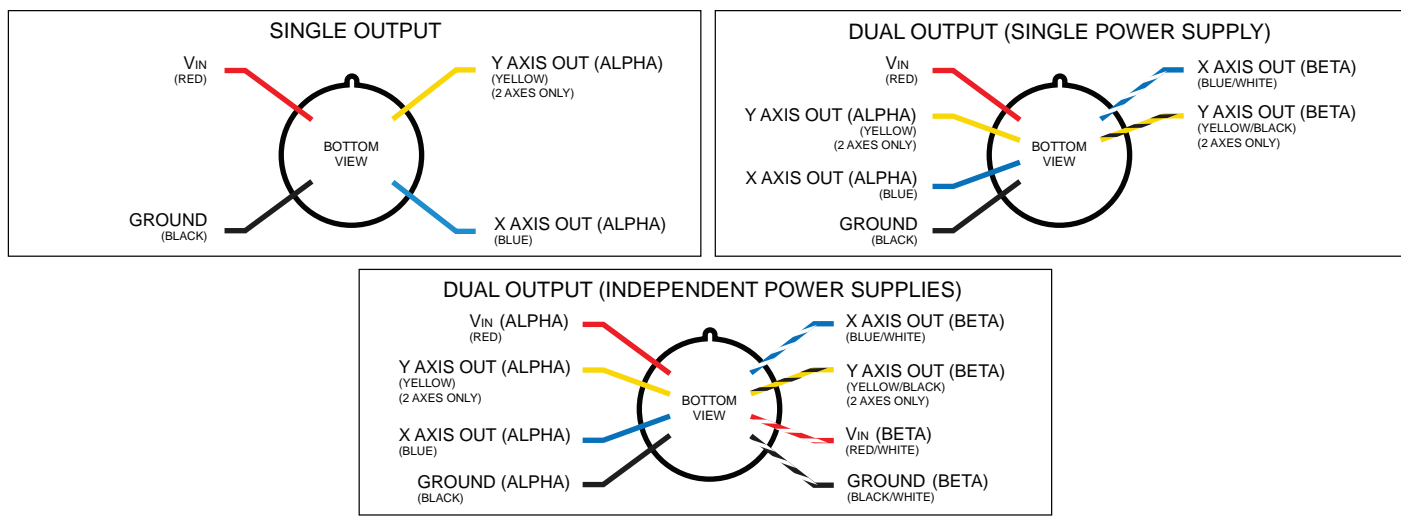 SINGLE OUTPUT
VIN
(RED)
Y AXIS OUT (ALPHA)
(YELLOW)
(2 AXES ONLY)
BOTTOM
VIEW
GROUND
(BLACK)
X AXIS OUT (ALPHA)
(BLUE)
DUAL OUTPUT (SINGLE POWER SUPPLY)
VIN
(RED)
Y AXIS OUT (ALPHA)
(YELLOW)
(2 AXES ONLY)
X AXIS OUT (ALPHA)
(BLUE)
GROUND
(BLACK)
BOTTOM
VIEW
X AXIS OUT (BETA)
(BLUE/WHITE)
Y AXIS OUT (BETA)
(YELLOW/BLACK)
(2 AXES ONLY)
DUAL OUTPUT (INDEPENDENT POWER SUPPLIES)
VIN (ALPHA)
(RED)
Y AXIS OUT (ALPHA)
(YELLOW)
(2 AXES ONLY)
X AXIS OUT (ALPHA)
(BLUE)
GROUND (ALPHA)
(BLACK)
BOTTOM
VIEW
X AXIS OUT (BETA)
(BLUE/WHITE)
Y AXIS OUT (BETA)
(YELLOW/BLACK)
(2 AXES ONLY)
VIN (BETA)
(RED/WHITE)
GROUND (BETA)
(BLACK/WHITE)